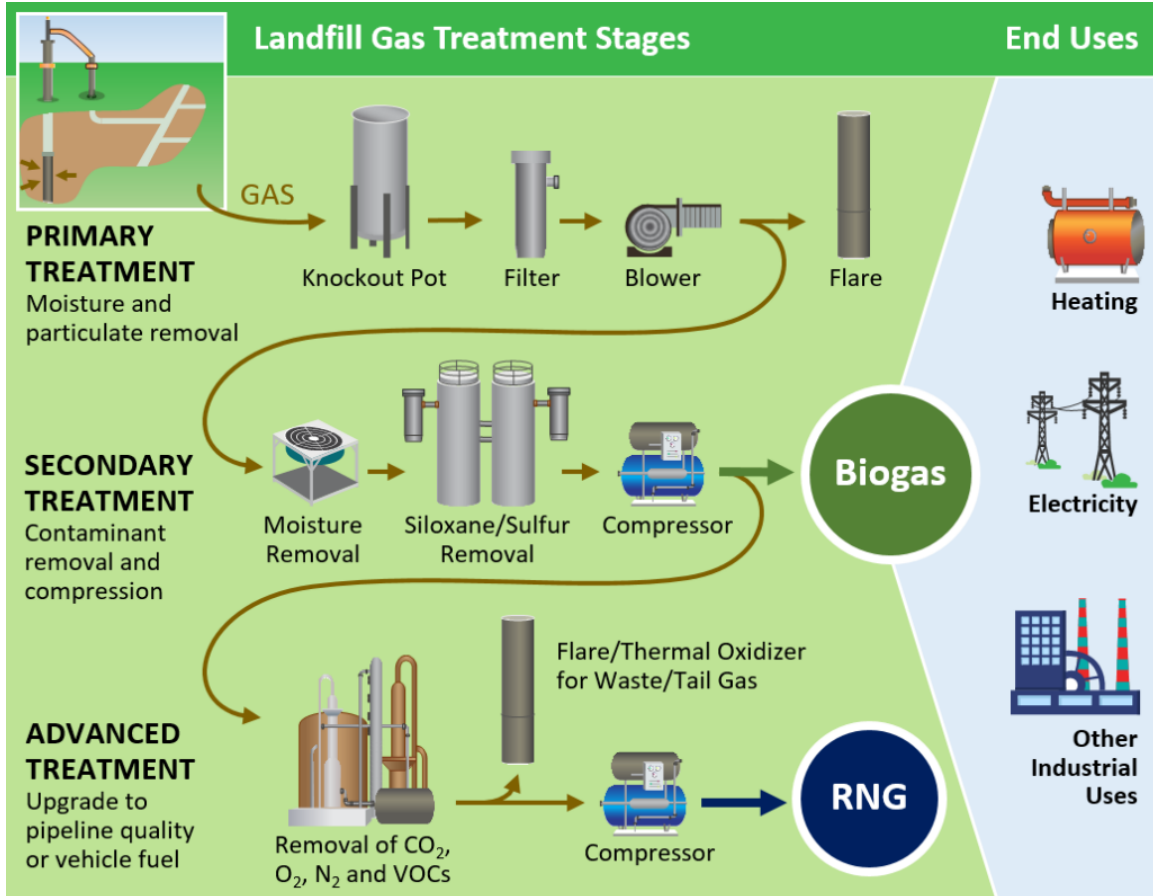 Landfill Gas Treatment Stages
End Uses
GAS
PRIMARY
TREATMENT
Moisture and
particulate removal
Knockout Pot
Filter
Blower
Flare
Heating
SECONDARY
TREATMENT
Contaminant
removal and
compression
Moisture
Removal
Siloxane/Sulfur
Removal
Compressor
Biogas
Electricity
ADVANCED
TREATMENT
Upgrade to
pipeline quality
or vehicle fuel
Removal of CO₂,
O₂, N₂ and VOCs
Flare/Thermal Oxidizer
for Waste/Tail Gas
Compressor
RNG
Other
Industrial
Uses